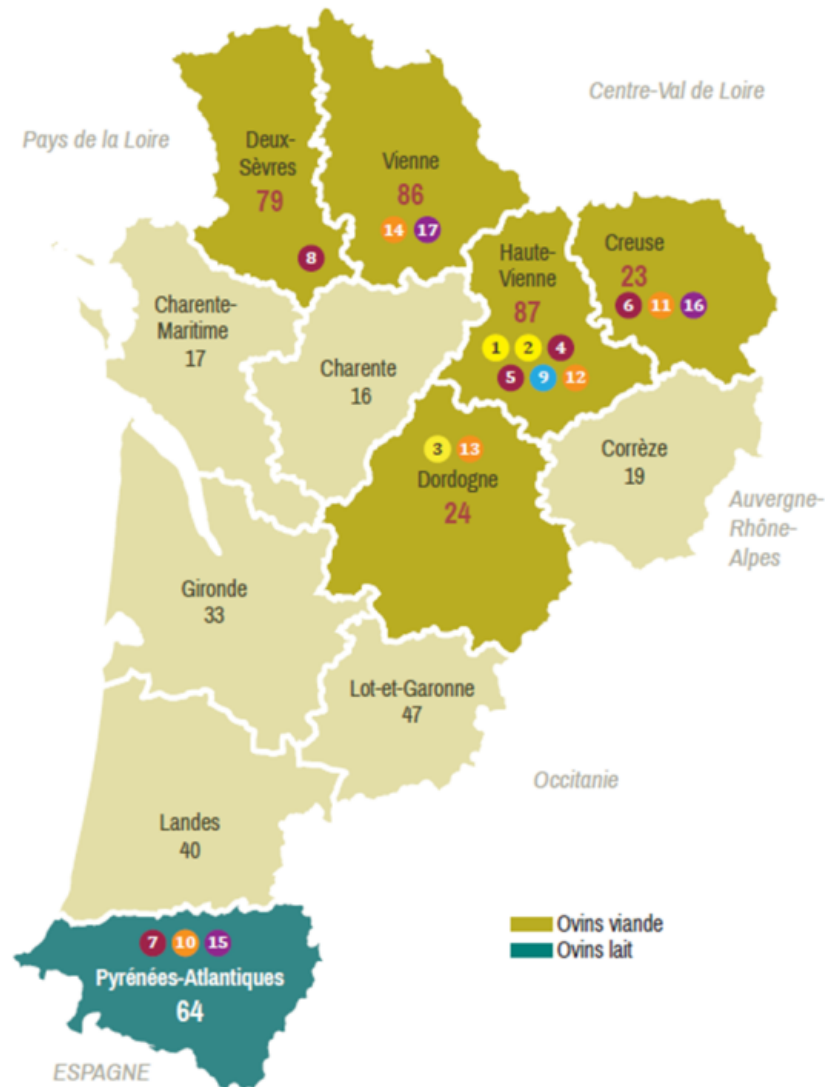 Centre-Val de Loire
Pays de la Loire
Deux-
Sèvres
79
8
Vienne
86
14 17
Haute-
Vienne
87
1 2 4
5 9 12
Creuse
23
6 11 16
Charente-
Maritime
17
Charente
16
3 13
Dordogne
24
Corrèze
19
Auvergne-
Rhône-
Alpes
Gironde
33
Lot-et-Garonne
47
Occitanie
Landes
40
7 10 15
Pyrénées-Atlantiques
64
Ovins viande
Ovins lait
ESPAGNE